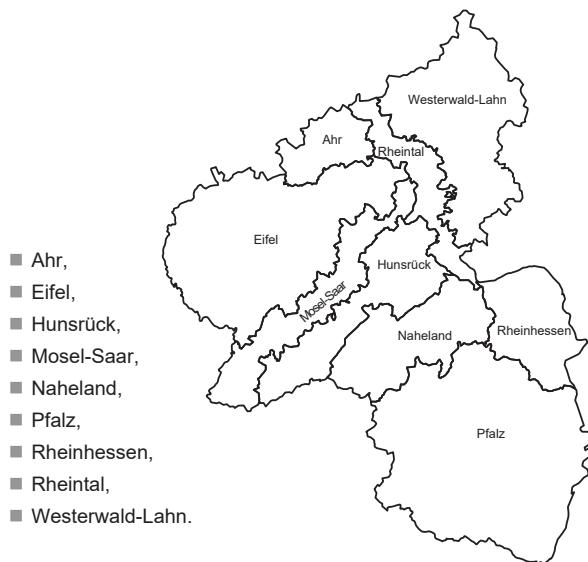 Westerwald-Lahn
Ahr
Rheintal
Eifel
Hunsrück
Mosel-Saar
Naheland
Rheinhessen
Pfalz
Ahr,
Eifel,
Hunsrück,
Mosel-Saar,
Naheland,
Pfalz,
Rheinhessen,
Rheintal,
Westerwald-Lahn.